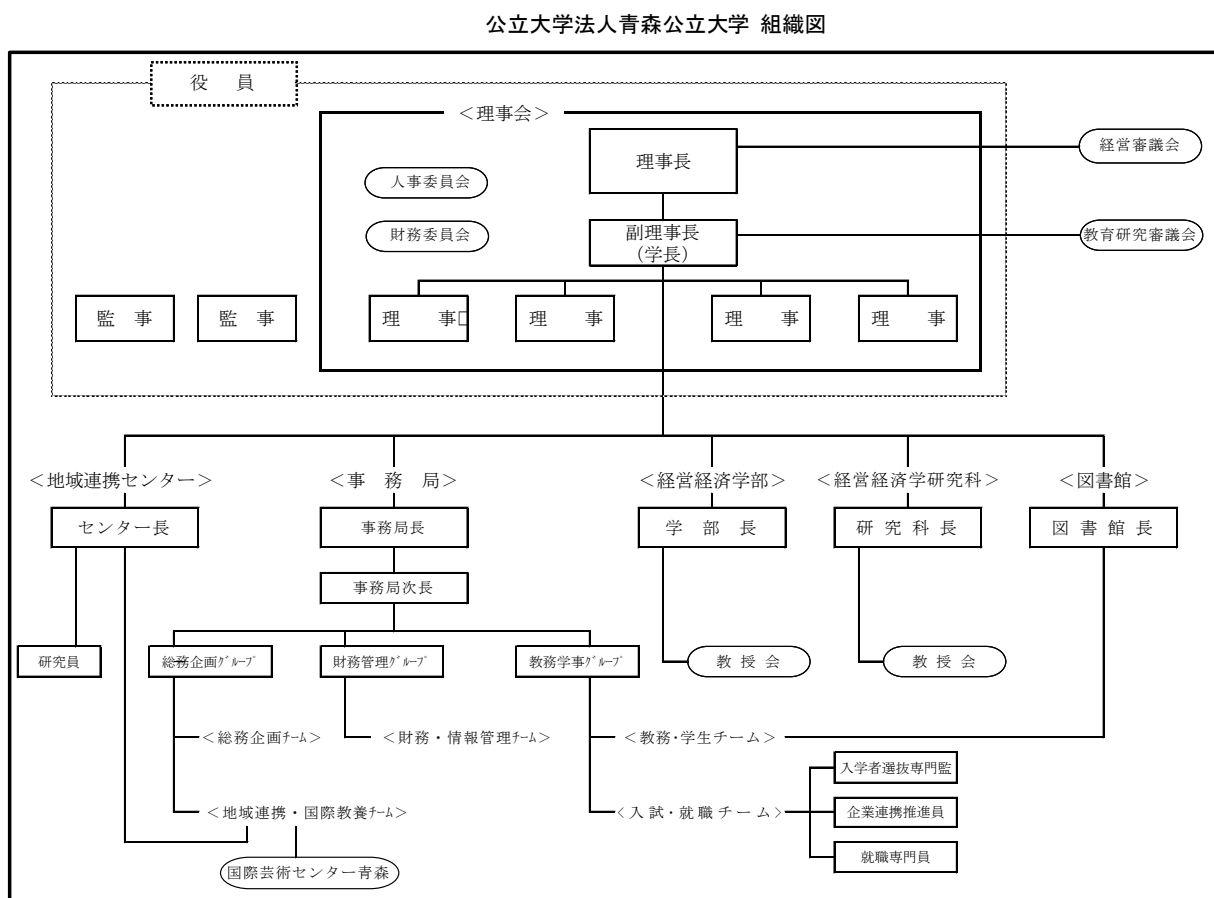 公立大学法人青森公立大学 組織図
役 員
＜理事会＞
理事長
経営審議会
人事委員会
副理事長
(学長)
財務委員会
教育研究審議会
監 事
監 事
理 事□
理 事
理 事
理 事
＜地域連携センター＞
＜事 務 局＞
＜経営経済学部＞
＜経営経済学研究科＞
＜図書館＞
センター長
事務局長
学 部 長
研 究 科 長
図 書 館 長
事務局次長
研究員
総務企画ｸﾞﾙｰﾌﾟ
財務管理ｸﾞﾙｰﾌﾟ
教務学事ｸﾞﾙｰﾌﾟ
教 授 会
教 授 会
＜総務企画ﾁｰﾑ＞
＜財務・情報管理ﾁｰﾑ＞
＜教務・学生チーム＞
入学者選抜専門監
＜地域連携・国際教養ﾁｰﾑ＞
＜入試・就職チーム＞
企業連携推進員
就職専門員
国際芸術センター青森